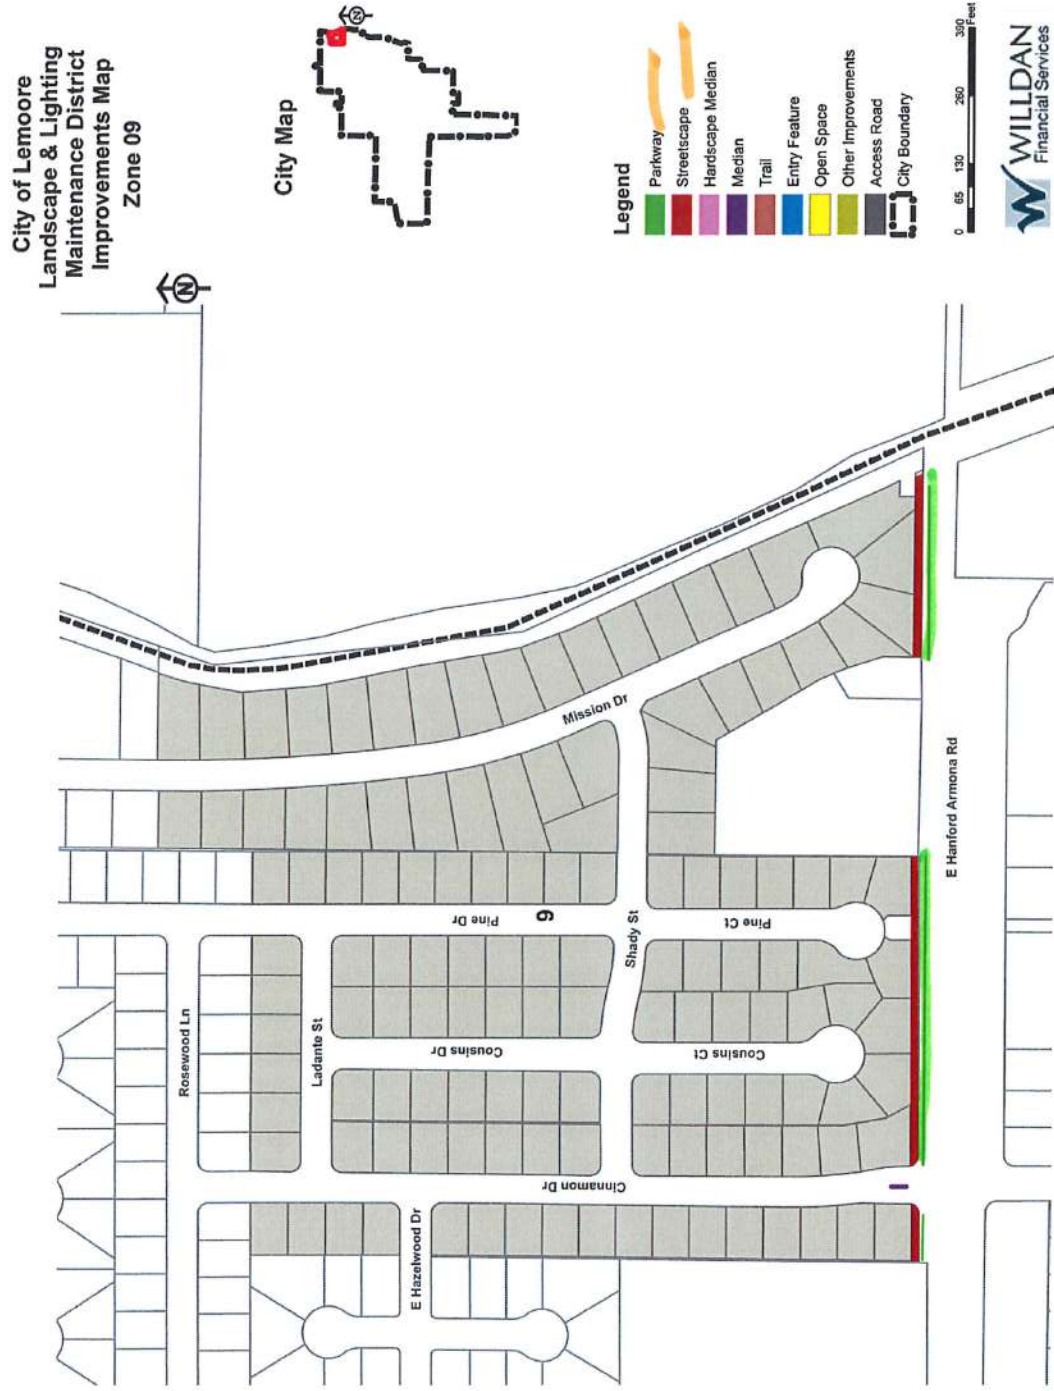 City of Lemoore
Landscape & Lighting
Maintenance District
Improvements Map
Zone 09
N
City Map
N
Legend
Parkway
Streetscape
Hardscape Median
Median
Trail
Entry Feature
Open Space
Other Improvements
Access Road
City Boundary
0 65 130 260 390
Feet
WILLDAN
Financial Services
Rosewood Ln
Ladante St
E Hazelwood Dr
Cinnamon Dr
Cousins Dr
Pine Dr
9
Mission Dr
Shady St
Cousins Ct
Pine Ct
E Hanford Armona Rd